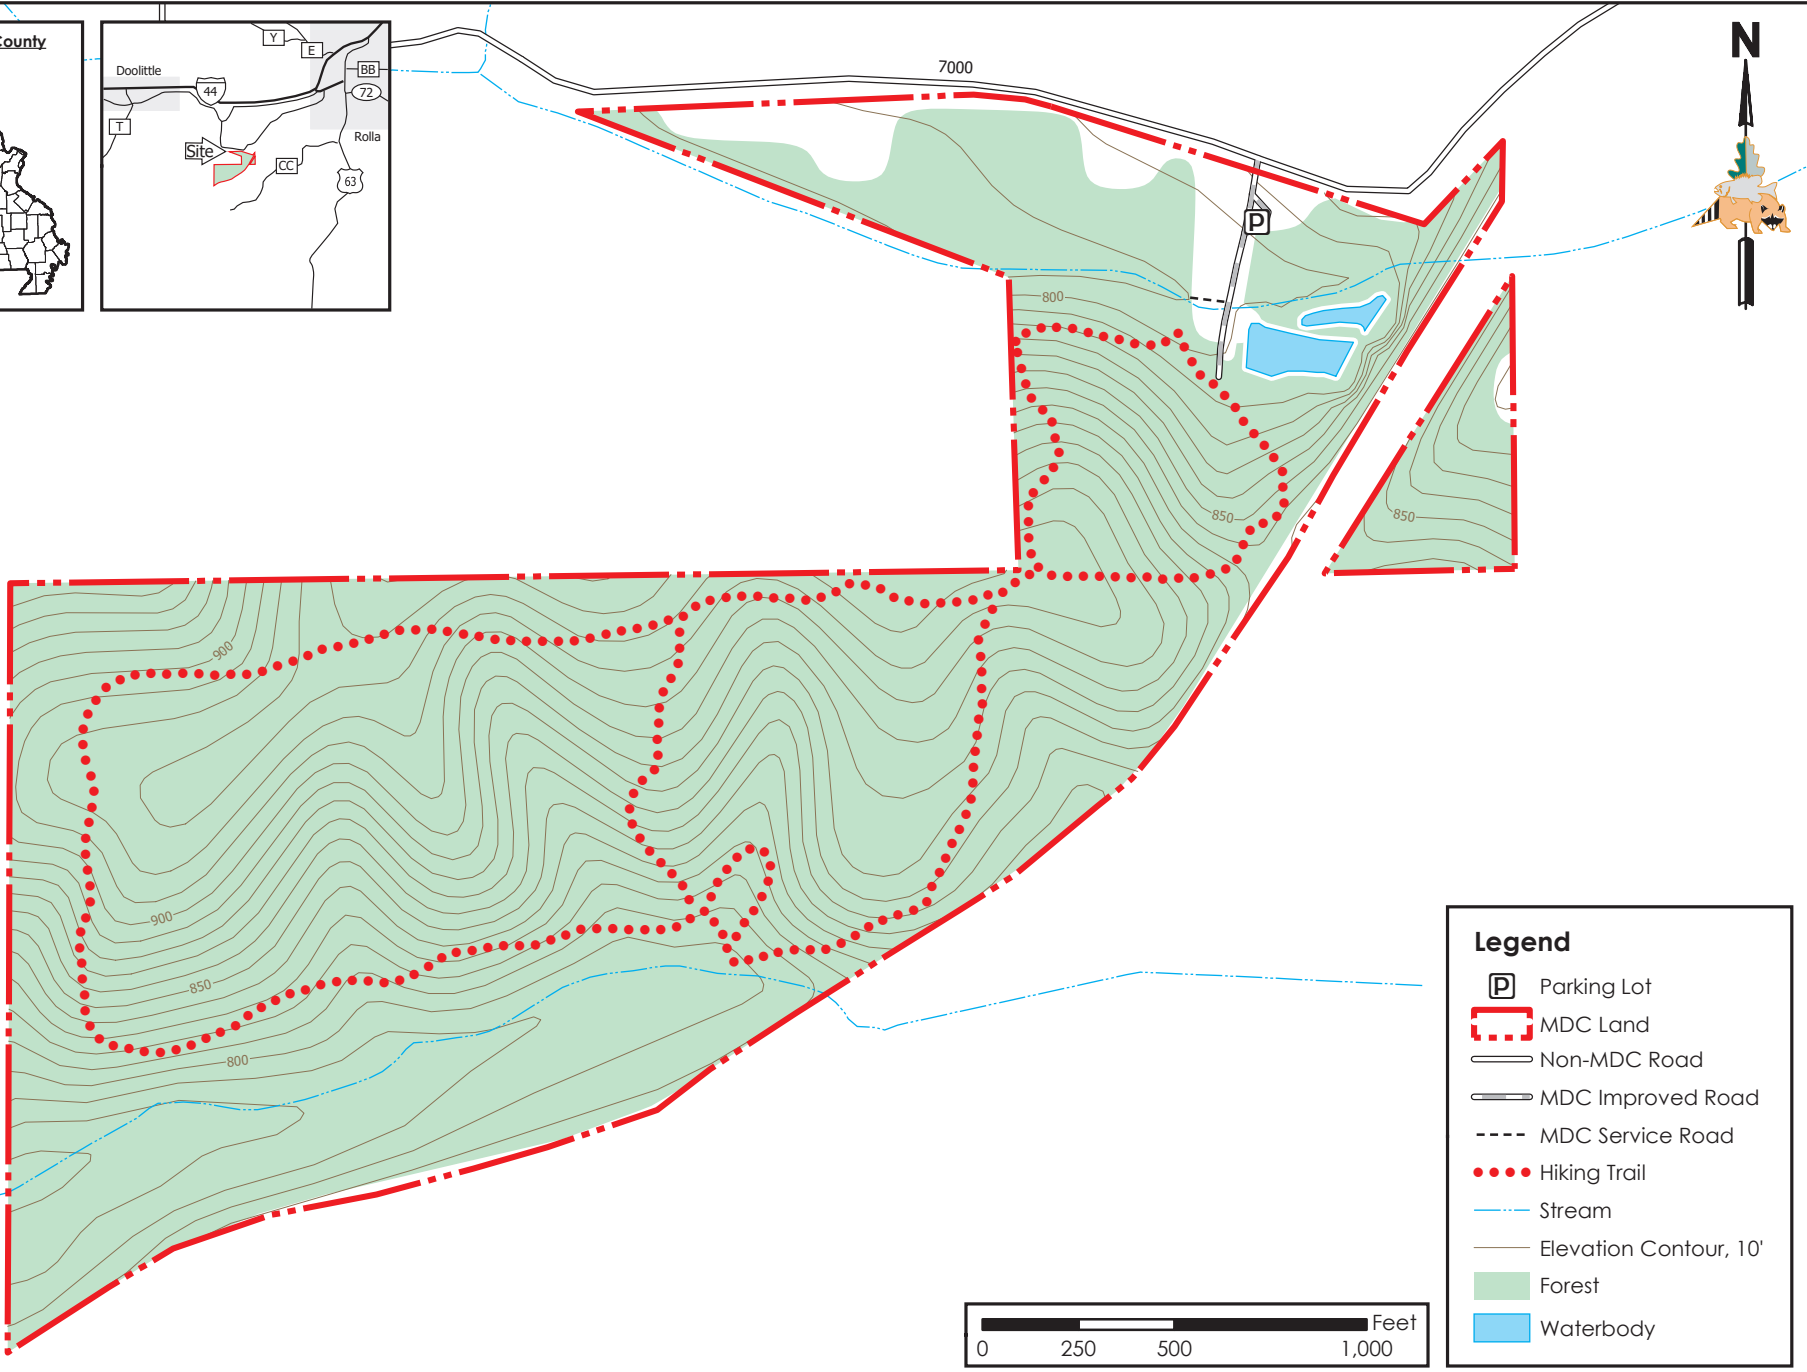 County
Y
E
Doolittle
BB
44
72
T
Rolla
Site
CC
63
7000
N
P
800
850
850
900
900
850
800
Legend
P Parking Lot
MDC Land
Non-MDC Road
MDC Improved Road
MDC Service Road
Hiking Trail
Stream
Elevation Contour, 10'
Forest
Waterbody
Feet
0 250 500 1,000